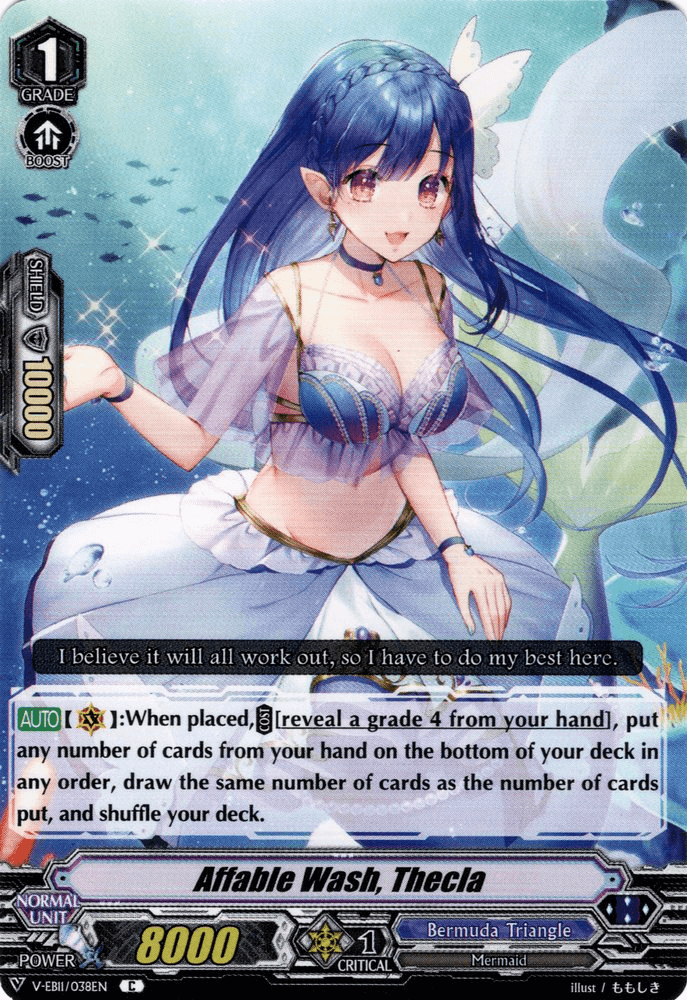 1
GRADE
BOOST
SHIELD
10000
I believe it will all work out, so I have to do my best here.
AUTO【 】:When placed, COST [reveal a grade 4 from your hand], put
any number of cards from your hand on the bottom of your deck in
any order, draw the same number of cards as the number of cards
put, and shuffle your deck.
Affable Wash, Thecla
NORMAL
UNIT
POWER
8000
1
CRITICAL
Bermuda Triangle
Mermaid
V-EB11/038EN
C
illust / ももしき